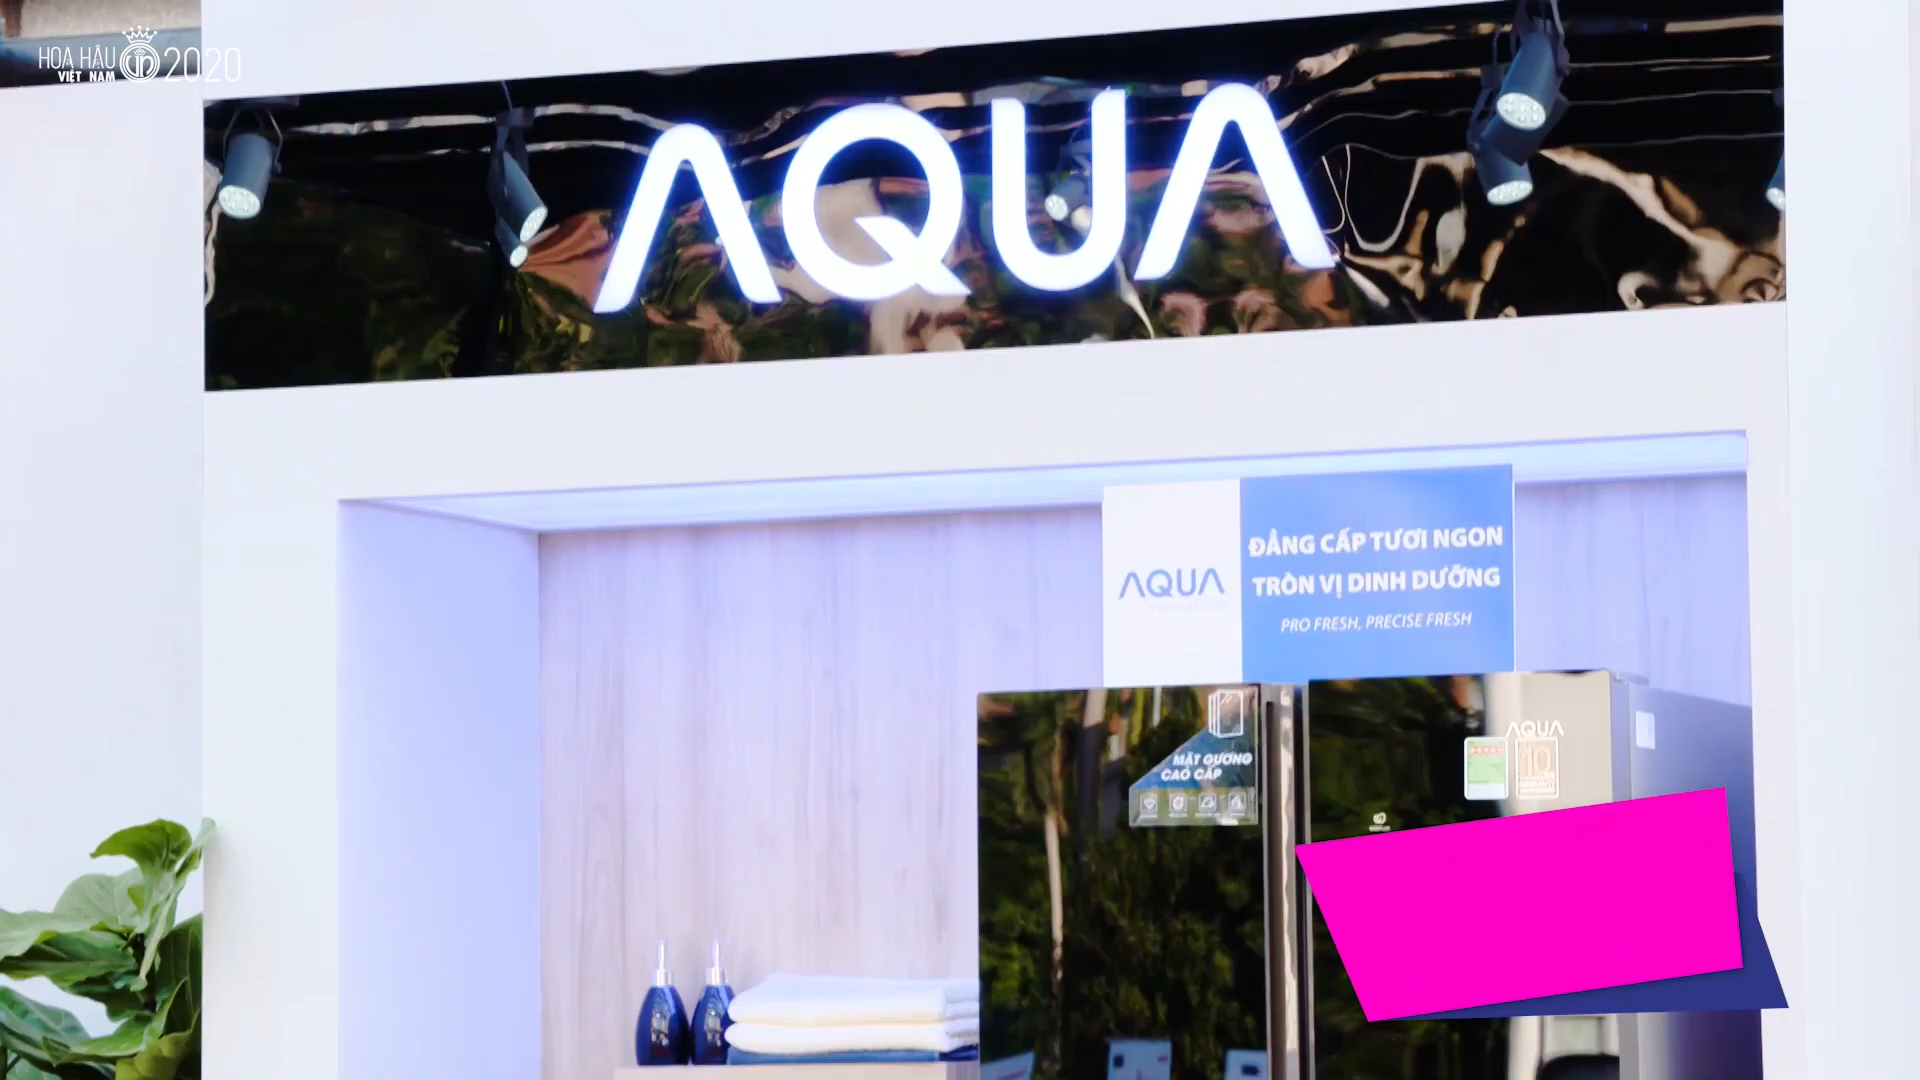 HOA HẬU
VIỆT NAM
2020
AQUA
AQUA
ĐẲNG CẤP TƯƠI NGON
TRÒN VỊ DINH DƯỠNG
PRO FRESH, PRECISE FRESH
MẶT GƯƠNG
CAO CẤP
AQUA
10